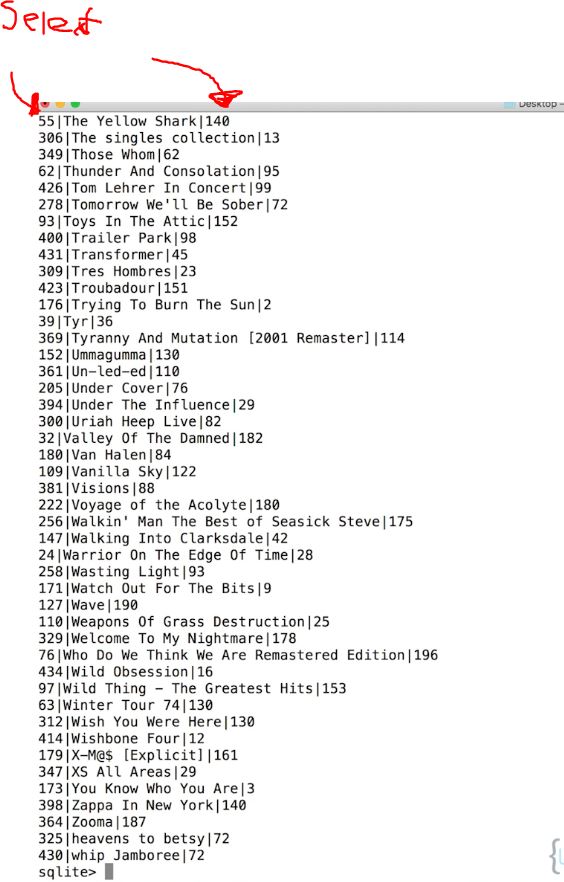 Select
Desktop —
55|The Yellow Shark|140
306|The singles collection|13
349|Those Whom|62
62|Thunder And Consolation|95
426|Tom Lehrer In Concert|99
278|Tomorrow We'll Be Sober|72
93|Toys In The Attic|152
400|Trailer Park|98
431|Transformer|45
309|Tres Hombres|23
423|Troubadour|151
176|Trying To Burn The Sun|2
39|Tyr|36
369|Tyranny And Mutation [2001 Remaster]|114
152|Ummagumma|130
361|Un-led-ed|110
205|Under Cover|76
394|Under The Influence|29
300|Uriah Heep Live|82
32|Valley Of The Damned|182
180|Van Halen|84
109|Vanilla Sky|122
381|Visions|88
222|Voyage of the Acolyte|180
256|Walkin' Man The Best of Seasick Steve|175
147|Walking Into Clarksdale|42
24|Warrior On The Edge Of Time|28
258|Wasting Light|93
171|Watch Out For The Bits|9
127|Wave|190
110|Weapons Of Grass Destruction|25
329|Welcome To My Nightmare|178
76|Who Do We Think We Are Remastered Edition|196
434|Wild Obsession|16
97|Wild Thing - The Greatest Hits|153
63|Winter Tour 74|130
312|Wish You Were Here|130
414|Wishbone Four|12
179|X-M@$ [Explicit]|161
347|XS All Areas|29
173|You Know Who You Are|3
398|Zappa In New York|140
364|Zooma|187
325|heavens to betsy|72
430|whip Jamboree|72
sqlite>